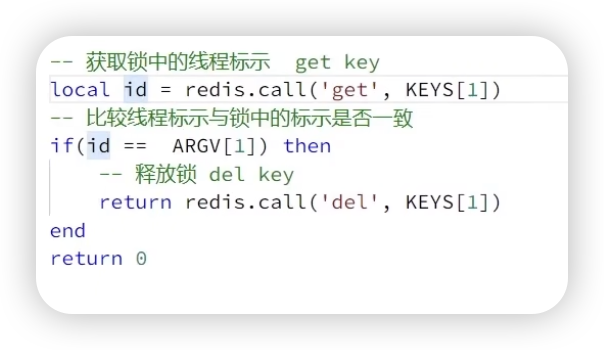 -- 获取锁中的线程标示  get key
local id = redis.call('get', KEYS[1])
-- 比较线程标示与锁中的标示是否一致
if(id ==  ARGV[1]) then
    -- 释放锁 del key
    return redis.call('del', KEYS[1])
end
return 0